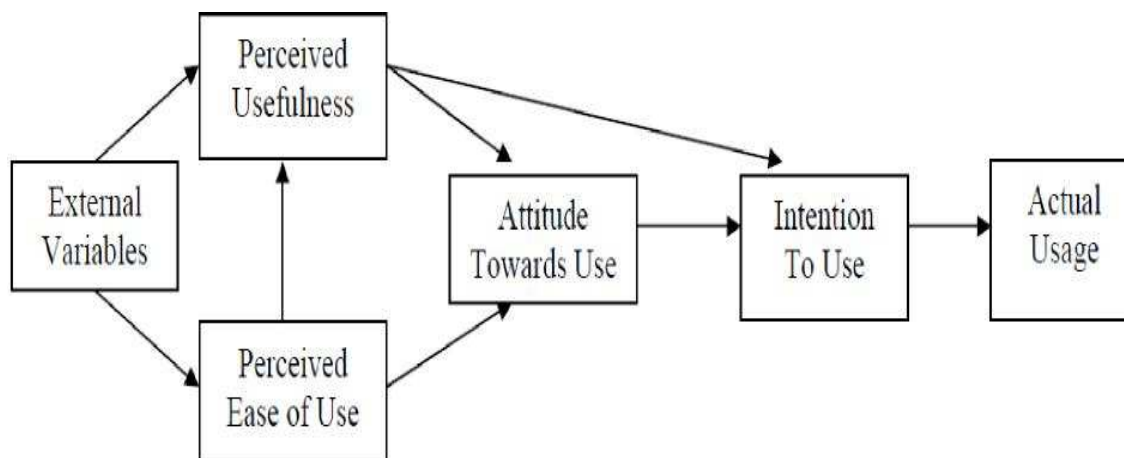 Perceived
Usefulness
External
Variables
Attitude
Towards Use
Intention
To Use
Actual
Usage
Perceived
Ease of Use